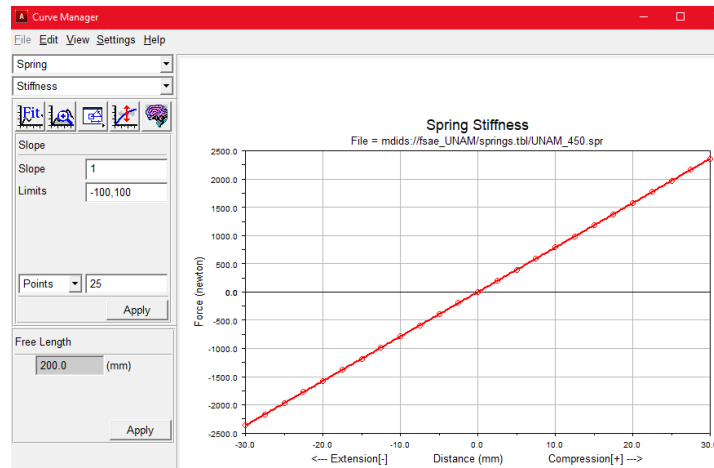 Curve Manager
File Edit View Settings Help
Spring
Stiffness
Fit.
Slope
Slope 1
Limits -100,100
Points 25
Apply
Free Length
200.0 (mm)
Apply
Spring Stiffness
File = mdids://fsae_UNAM/springs.tbl/UNAM_450.spr
Force (newton)
2500.0
2000.0
1500.0
1000.0
500.0
0.0
-500.0
-1000.0
-1500.0
-2000.0
-2500.0
-30.0 -20.0 -10.0 0.0 10.0 20.0 30.0
<--- Extension[-] Distance (mm) Compression[+] --->